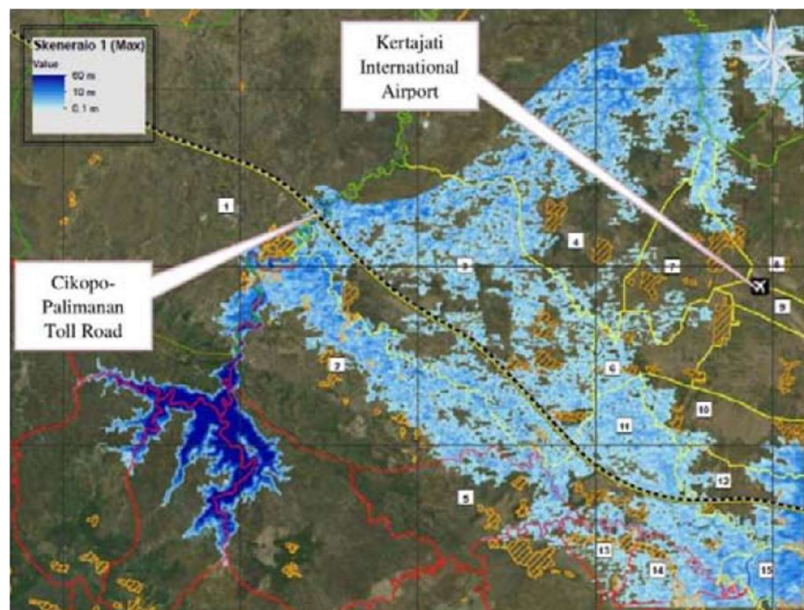 Skeneraio 1 (Max)
Value
60 m
10 m
0.1 m
Kertajati
International
Airport
Cikopo-
Palimanan
Toll Road
1
4
3
7
8
9
2
6
10
11
5
12
13
14
15